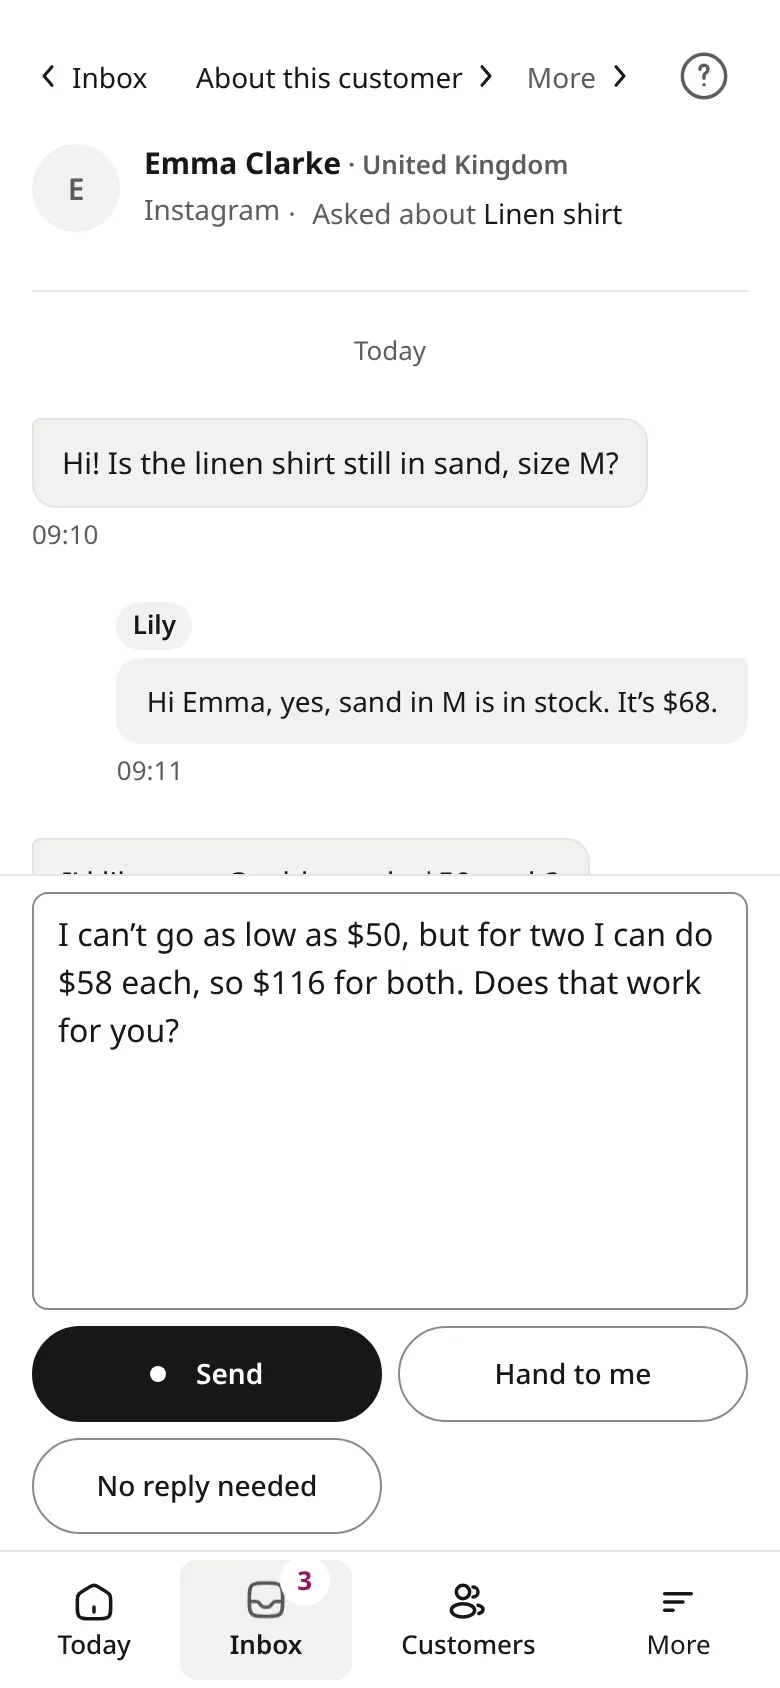 Inbox
About this customer
More
?
E
Emma Clarke · United Kingdom
Instagram · Asked about Linen shirt
Today
Hi! Is the linen shirt still in sand, size M?
09:10
Lily
Hi Emma, yes, sand in M is in stock. It’s $68.
09:11
I can’t go as low as $50, but for two I can do
$58 each, so $116 for both. Does that work
for you?
Send
Hand to me
No reply needed
3
Today
Inbox
Customers
More